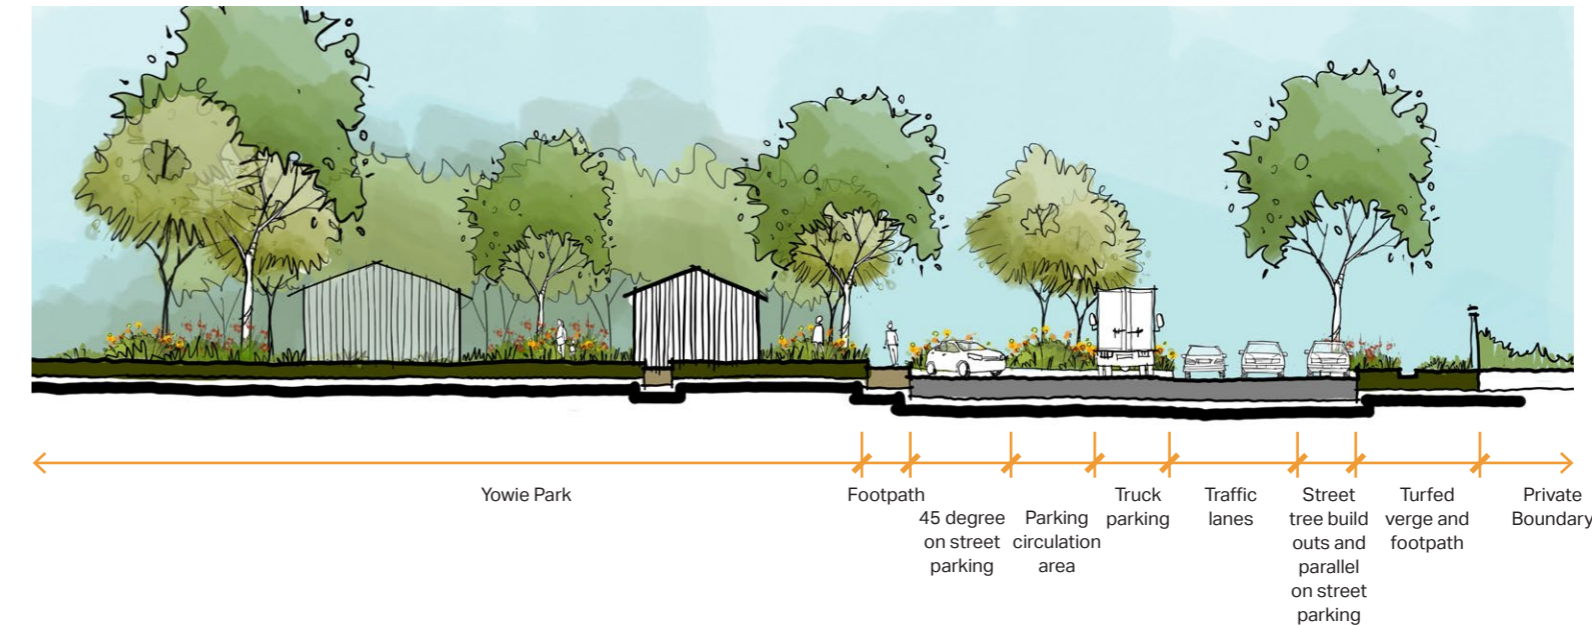 Yowie Park
Footpath
45 degree
on street
parking
Parking
circulation
area
Truck
parking
Traffic
lanes
Street
tree build
outs and
parallel
on street
parking
Turfed
verge and
footpath
Private
Boundary